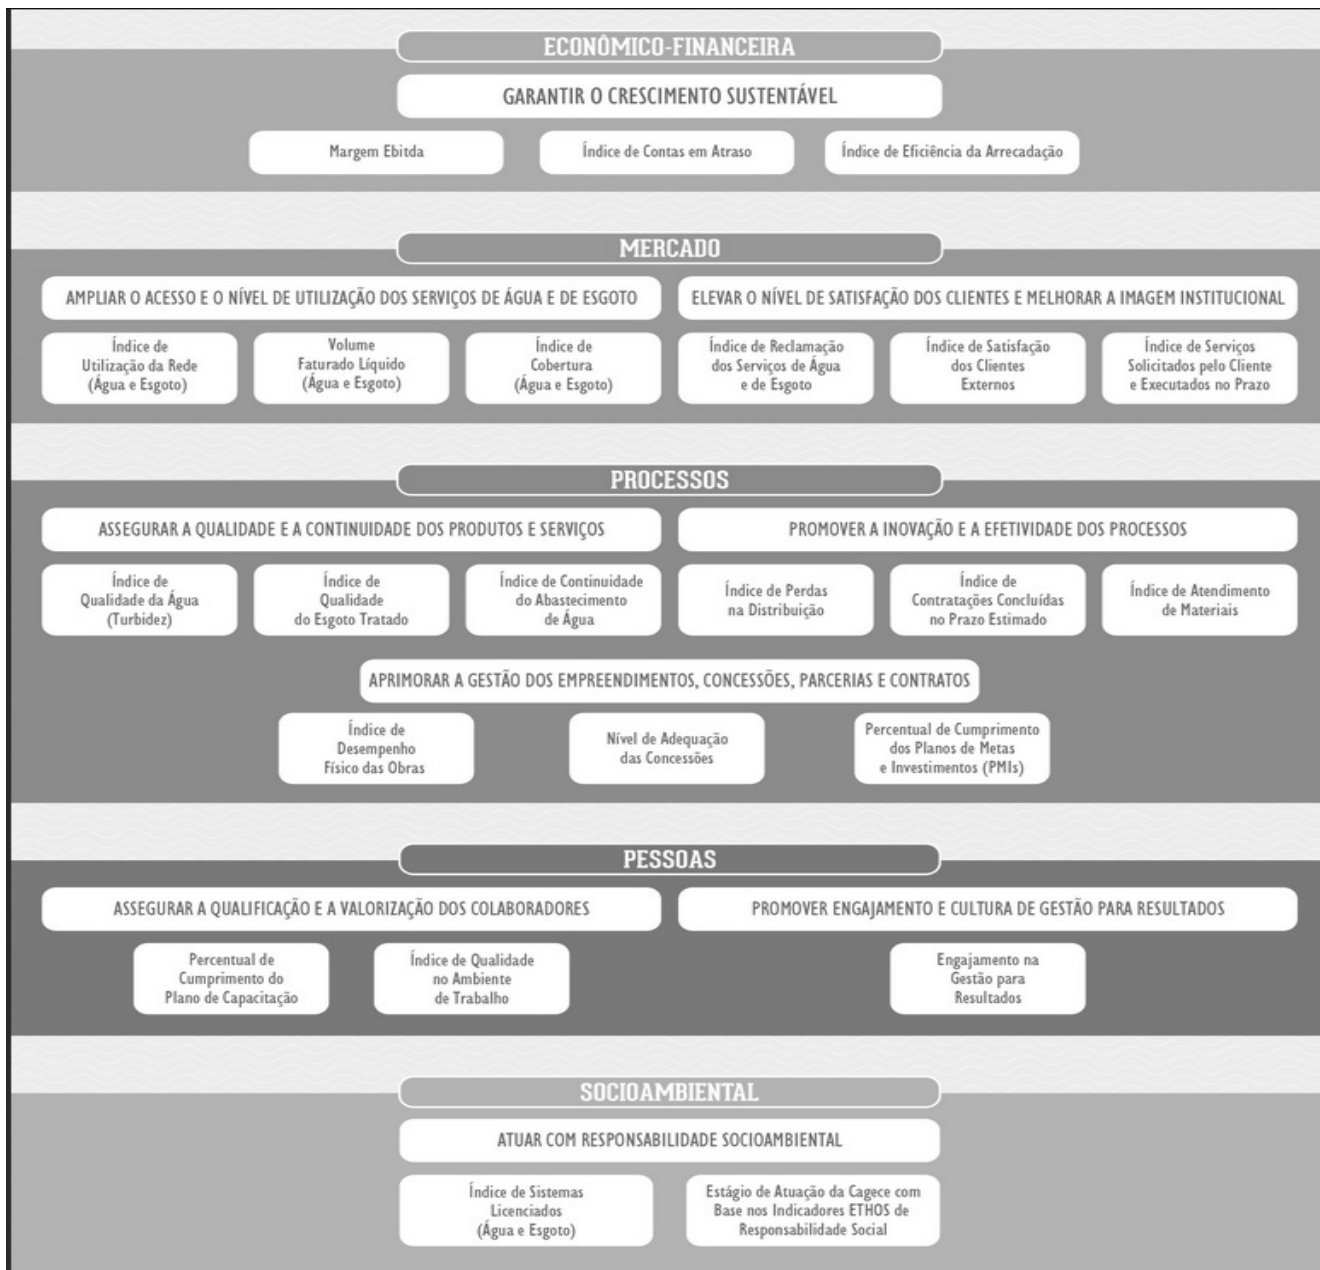 ECONÔMICO-FINANCEIRA
GARANTIR O CRESCIMENTO SUSTENTÁVEL
Margem Ebitda
Índice de Contas em Atraso
Índice de Eficiência da Arrecadação
MERCADO
AMPLIAR O ACESSO E O NÍVEL DE UTILIZAÇÃO DOS SERVIÇOS DE ÁGUA E DE ESGOTO
Índice de
Utilização da Rede
(Água e Esgoto)
Volume
Faturado Líquido
(Água e Esgoto)
Índice de
Cobertura
(Água e Esgoto)
ELEVAR O NÍVEL DE SATISFAÇÃO DOS CLIENTES E MELHORAR A IMAGEM INSTITUCIONAL
Índice de Reclamação
dos Serviços de Água
e de Esgoto
Índice de Satisfação
dos Clientes
Externos
Índice de Serviços
Solicitados pelo Cliente
e Executados no Prazo
PROCESSOS
ASSEGURAR A QUALIDADE E A CONTINUIDADE DOS PRODUTOS E SERVIÇOS
Índice de
Qualidade da Água
(Turbidez)
Índice de
Qualidade
do Esgoto Tratado
Índice de Continuidade
do Abastecimento
de Água
PROMOVER A INOVAÇÃO E A EFETIVIDADE DOS PROCESSOS
Índice de Perdas
na Distribuição
Índice de
Contratações Concluídas
no Prazo Estimado
Índice de Atendimento
de Materiais
APRIMORAR A GESTÃO DOS EMPREENDIMENTOS, CONCESSÕES, PARCERIAS E CONTRATOS
Índice de
Desempenho
Físico das Obras
Nível de Adequação
das Concessões
Percentual de Cumprimento
dos Planos de Metas
e Investimentos (PMIs)
PESSOAS
ASSEGURAR A QUALIFICAÇÃO E A VALORIZAÇÃO DOS COLABORADORES
Percentual de
Cumprimento do
Plano de Capacitação
Índice de Qualidade
no Ambiente
de Trabalho
PROMOVER ENGAJAMENTO E CULTURA DE GESTÃO PARA RESULTADOS
Engajamento na
Gestão para
Resultados
SOCIOAMBIENTAL
ATUAR COM RESPONSABILIDADE SOCIOAMBIENTAL
Índice de Sistemas
Licenciados
(Água e Esgoto)
Estágio de Atuação da Cagece com
Base nos Indicadores ETHOS de
Responsabilidade Social